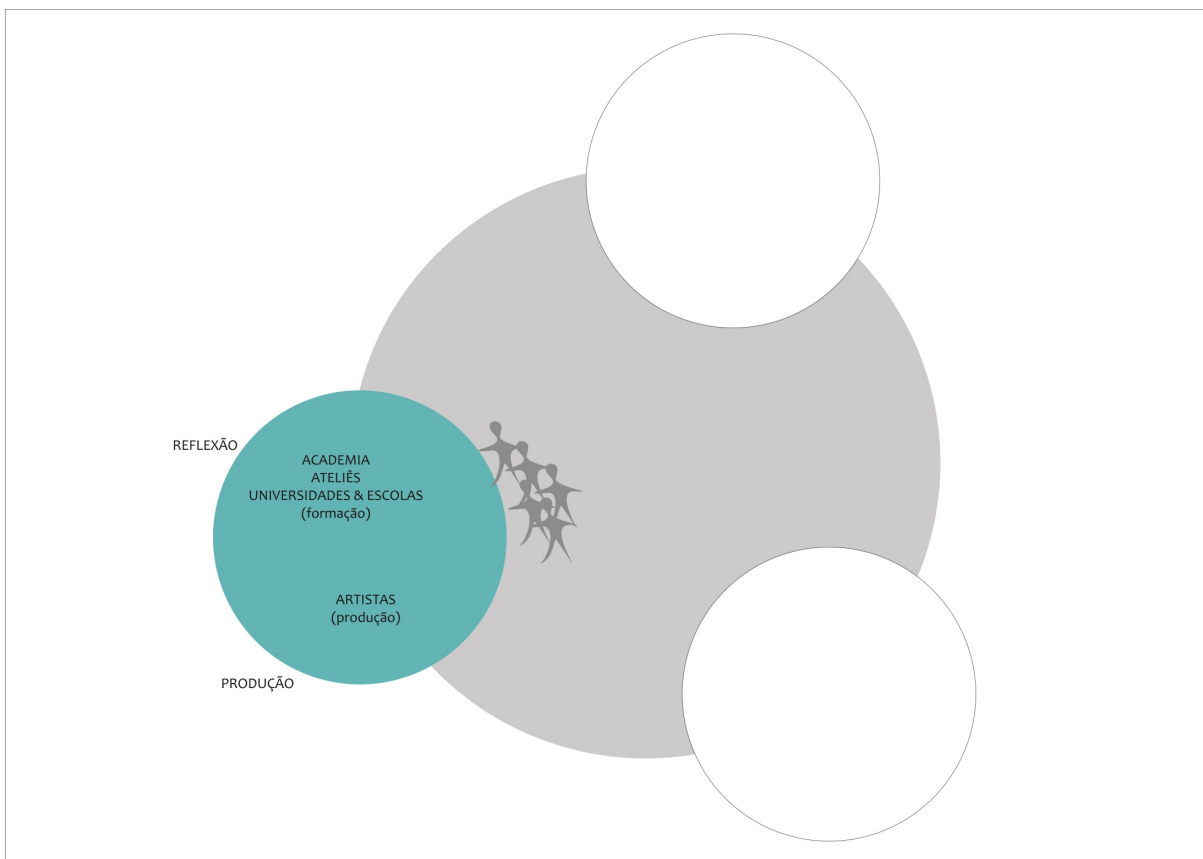 REFLEXÃO
ACADEMIA
ATELIÊS
UNIVERSIDADES & ESCOLAS
(formação)
ARTISTAS
(produção)
PRODUÇÃO